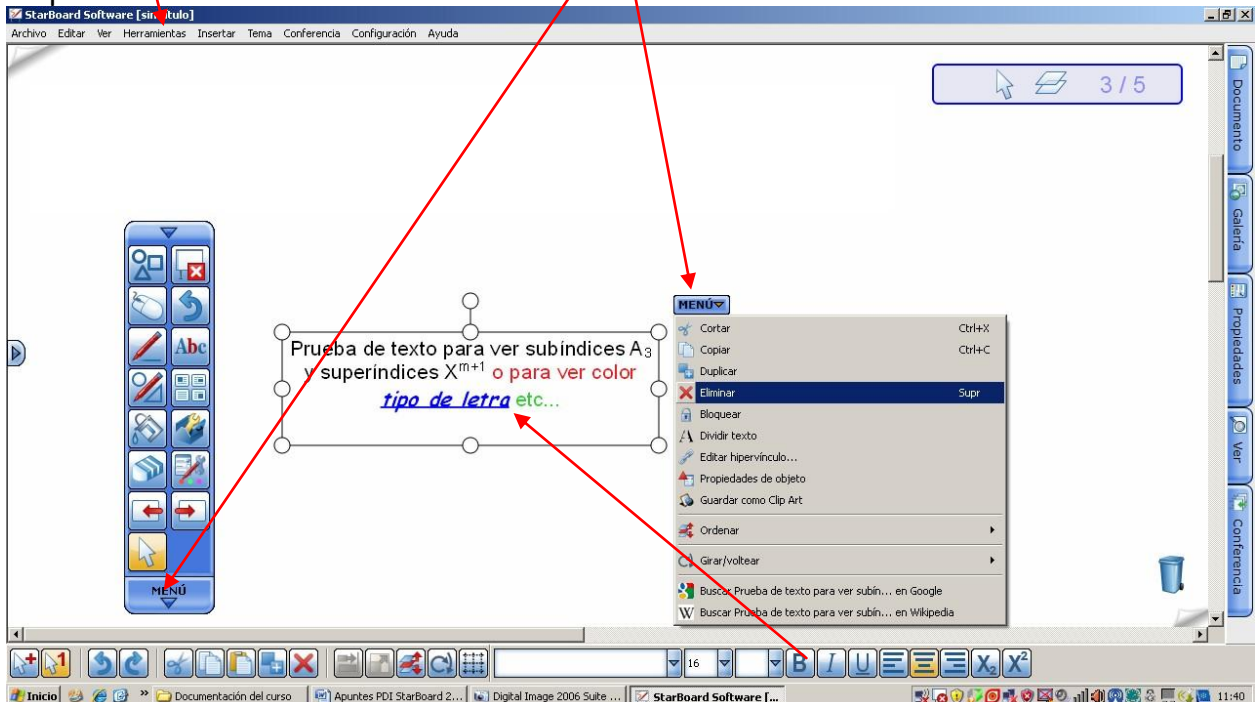 StarBoard Software [sin título]
Archivo Editar Ver Herramientas Insertar Tema Conferencia Configuración Ayuda
3 / 5
Documento
Galería
Propiedades
Ver
Conferencia
Abc
MENÚ
Prueba de texto para ver subíndices A₃
y superíndices Xᵐ⁺¹ o para ver color
tipo de letra etc...
MENÚ
Cortar Ctrl+X
Copiar Ctrl+C
Duplicar
Eliminar Supr
Bloquear
Dividir texto
Editar hipervínculo...
Propiedades de objeto
Guardar como Clip Art
Ordenar
Girar/voltear
Buscar Prueba de texto para ver subín... en Google
W Buscar Prueba de texto para ver subín... en Wikipedia
1 16 B I U X₂ X²
Inicio » Documentación del curso Apuntes PDI StarBoard 2... Digital Image 2006 Suite ... StarBoard Software [... 11:40